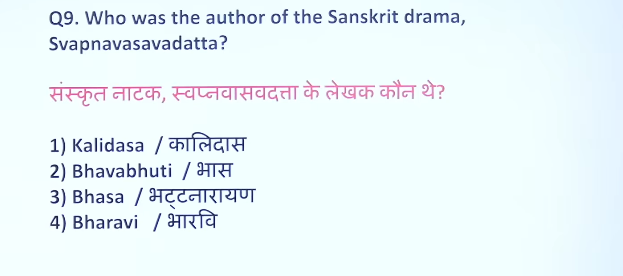 Q9. Who was the author of the Sanskrit drama,
Svapnavasavadatta?
संस्कृत नाटक, स्वप्नवासवदत्ता के लेखक कौन थे?
1) Kalidasa / कालिदास
2) Bhavabhuti / भास
3) Bhasa / भट्टनारायण
4) Bharavi / भारवि